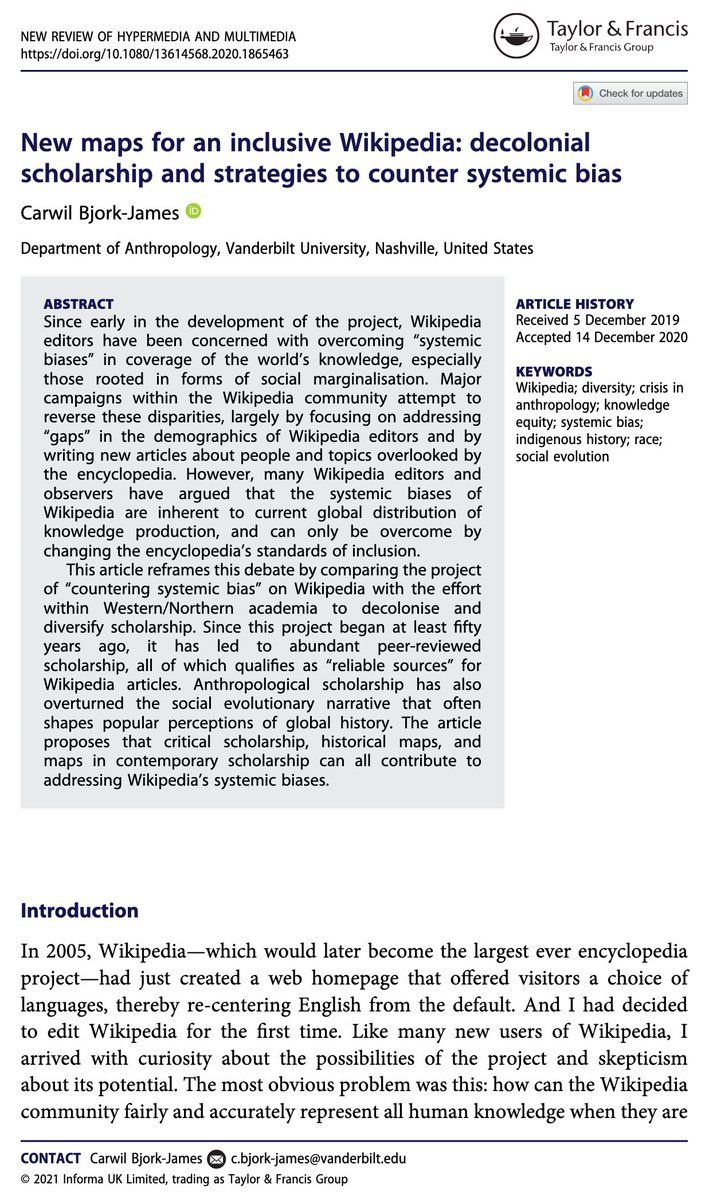 NEW REVIEW OF HYPERMEDIA AND MULTIMEDIA
https://doi.org/10.1080/13614568.2020.1865463
Taylor & Francis
Taylor & Francis Group
Check for updates
New maps for an inclusive Wikipedia: decolonial
scholarship and strategies to counter systemic bias
Carwil Bjork-James iD
Department of Anthropology, Vanderbilt University, Nashville, United States
ABSTRACT
Since early in the development of the project, Wikipedia
editors have been concerned with overcoming “systemic
biases” in coverage of the world’s knowledge, especially
those rooted in forms of social marginalisation. Major
campaigns within the Wikipedia community attempt to
reverse these disparities, largely by focusing on addressing
“gaps” in the demographics of Wikipedia editors and by
writing new articles about people and topics overlooked by
the encyclopedia. However, many Wikipedia editors and
observers have argued that the systemic biases of
Wikipedia are inherent to current global distribution of
knowledge production, and can only be overcome by
changing the encyclopedia’s standards of inclusion.
This article reframes this debate by comparing the project
of “countering systemic bias” on Wikipedia with the effort
within Western/Northern academia to decolonise and
diversify scholarship. Since this project began at least fifty
years ago, it has led to abundant peer-reviewed
scholarship, all of which qualifies as “reliable sources” for
Wikipedia articles. Anthropological scholarship has also
overturned the social evolutionary narrative that often
shapes popular perceptions of global history. The article
proposes that critical scholarship, historical maps, and
maps in contemporary scholarship can all contribute to
addressing Wikipedia’s systemic biases.
ARTICLE HISTORY
Received 5 December 2019
Accepted 14 December 2020
KEYWORDS
Wikipedia; diversity; crisis in
anthropology; knowledge
equity; systemic bias;
indigenous history; race;
social evolution
Introduction
In 2005, Wikipedia—which would later become the largest ever encyclopedia
project—had just created a web homepage that offered visitors a choice of
languages, thereby re-centering English from the default. And I had decided
to edit Wikipedia for the first time. Like many new users of Wikipedia, I
arrived with curiosity about the possibilities of the project and skepticism
about its potential. The most obvious problem was this: how can the Wikipedia
community fairly and accurately represent all human knowledge when they are
CONTACT Carwil Bjork-James c.bjork-james@vanderbilt.edu
© 2021 Informa UK Limited, trading as Taylor & Francis Group